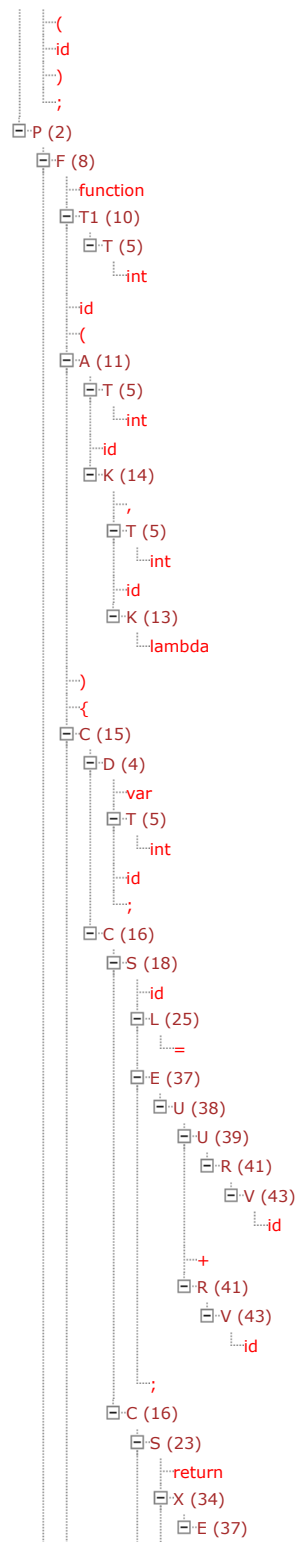 (
id
)
;
P (2)
F (8)
function
T1 (10)
T (5)
int
id
(
A (11)
T (5)
int
id
K (14)
,
T (5)
int
id
K (13)
lambda
)
{
C (15)
D (4)
var
T (5)
int
id
;
C (16)
S (18)
id
L (25)
=
E (37)
U (38)
U (39)
R (41)
V (43)
id
+
R (41)
V (43)
id
;
C (16)
S (23)
return
X (34)
E (37)